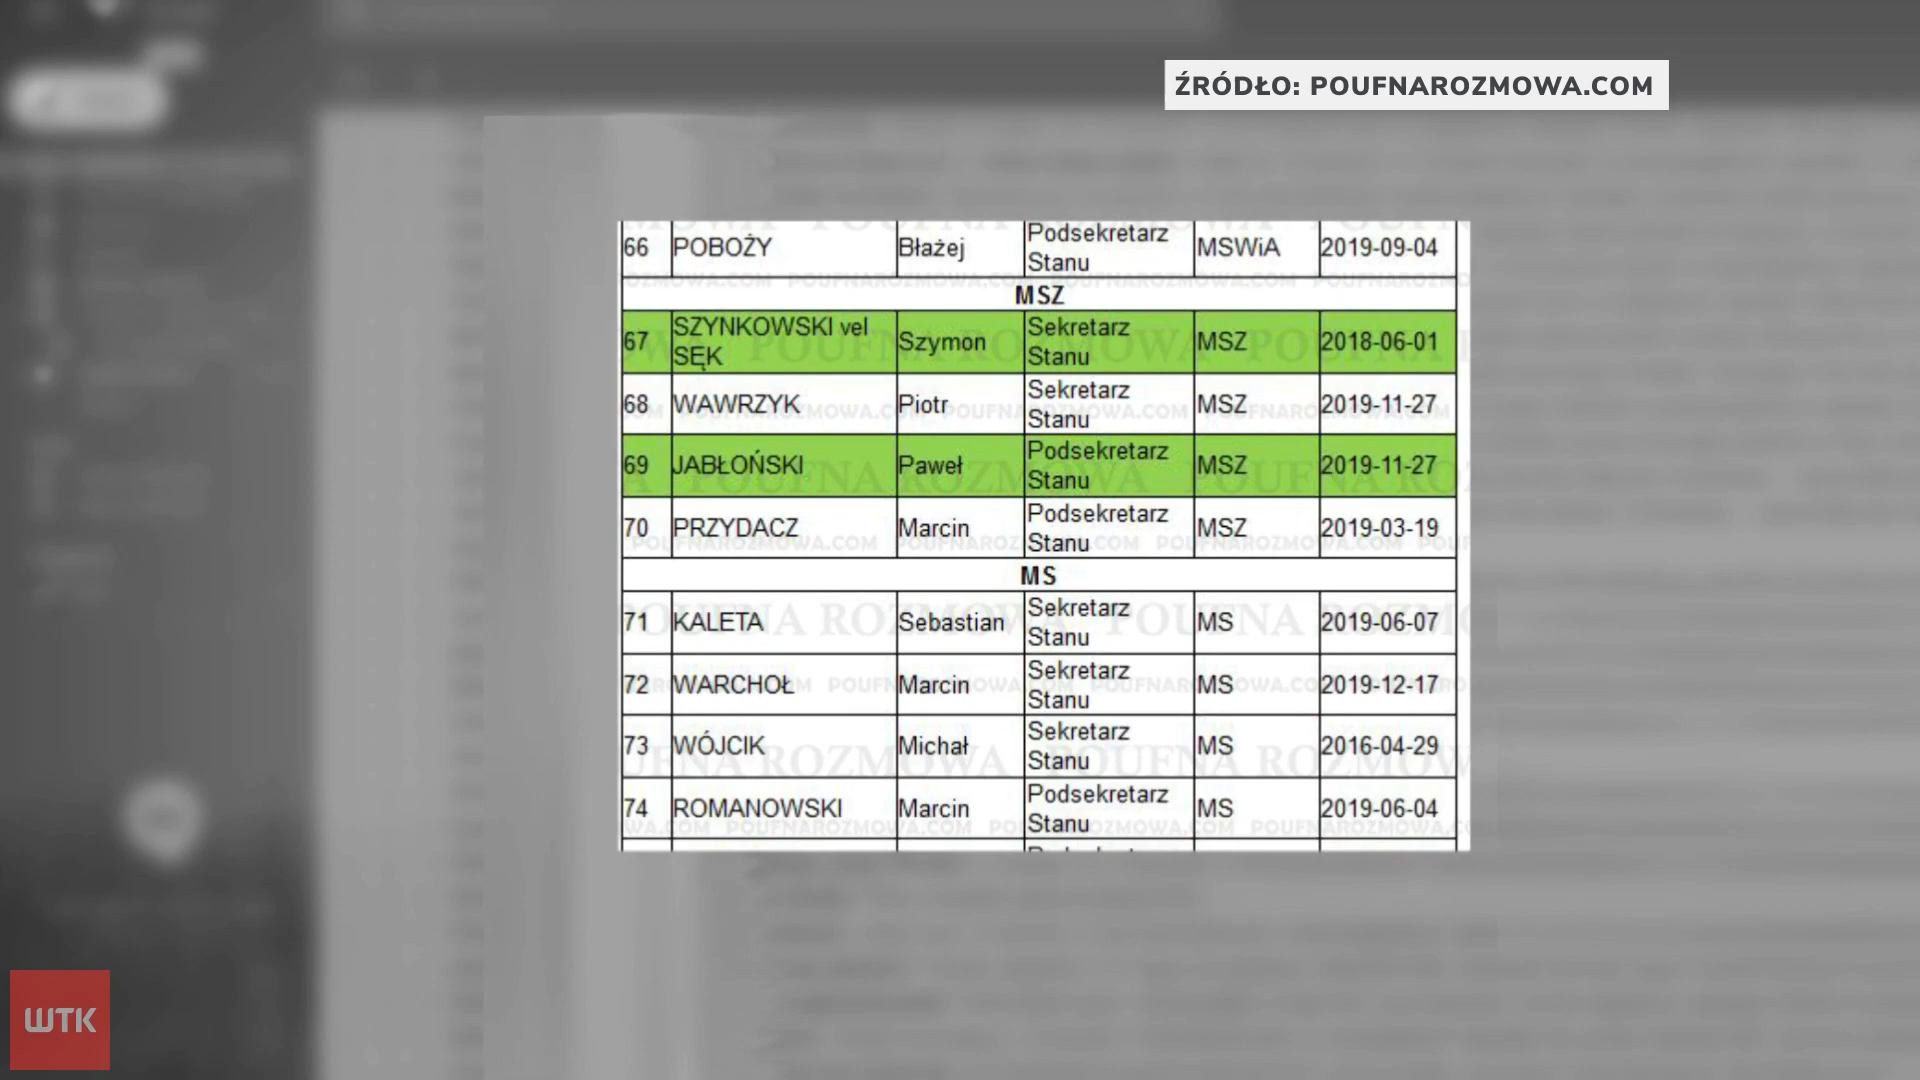 ŹRÓDŁO: POUFNAROZMOWA.COM
66 POBOŻY Błażej Podsekretarz Stanu MSWiA 2019-09-04
MSZ
67 SZYNKOWSKI vel SĘK Szymon Sekretarz Stanu MSZ 2018-06-01
68 WAWRZYK Piotr Sekretarz Stanu MSZ 2019-11-27
69 JABŁOŃSKI Paweł Podsekretarz Stanu MSZ 2019-11-27
70 PRZYDACZ Marcin Podsekretarz Stanu MSZ 2019-03-19
MS
71 KALETA Sebastian Sekretarz Stanu MS 2019-06-07
72 WARCHOŁ Marcin Sekretarz Stanu MS 2019-12-17
73 WÓJCIK Michał Sekretarz Stanu MS 2016-04-29
74 ROMANOWSKI Marcin Podsekretarz Stanu MS 2019-06-04
WTK